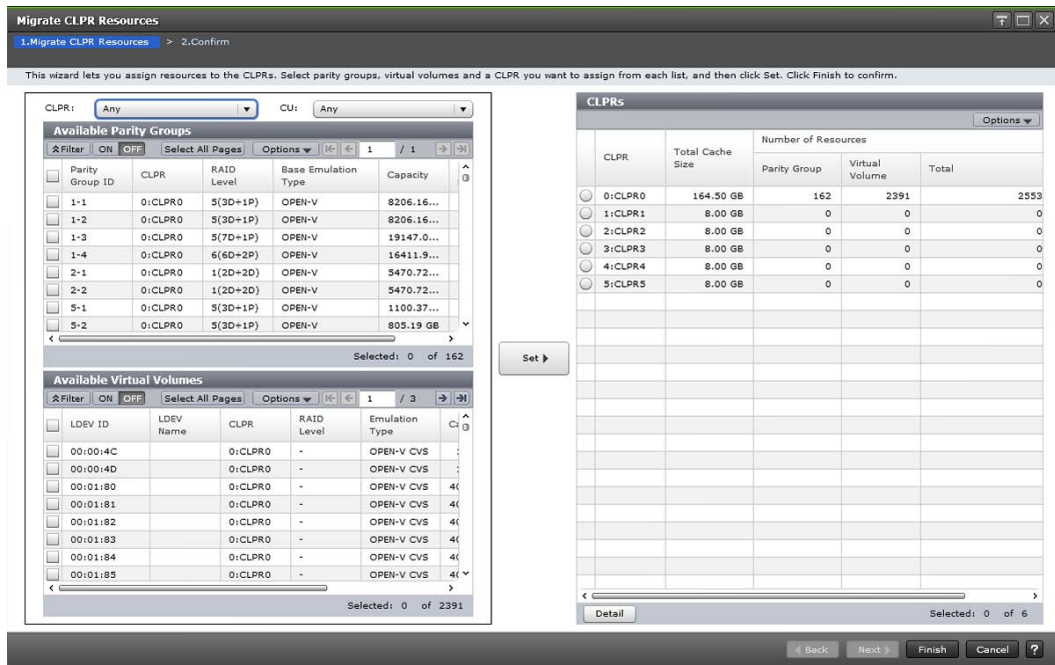 Migrate CLPR Resources
1.Migrate CLPR Resources > 2.Confirm
This wizard lets you assign resources to the CLPRs. Select parity groups, virtual volumes and a CLPR you want to assign from each list, and then click Set. Click Finish to confirm.
CLPR: Any CU: Any
Available Parity Groups
Filter ON OFF Select All Pages Options 1 / 1
Parity Group ID CLPR RAID Level Base Emulation Type Capacity
1-1 0:CLPR0 5(3D+1P) OPEN-V 8206.16...
1-2 0:CLPR0 5(3D+1P) OPEN-V 8206.16...
1-3 0:CLPR0 5(7D+1P) OPEN-V 19147.0...
1-4 0:CLPR0 6(6D+2P) OPEN-V 16411.9...
2-1 0:CLPR0 1(2D+2D) OPEN-V 5470.72...
2-2 0:CLPR0 1(2D+2D) OPEN-V 5470.72...
5-1 0:CLPR0 5(3D+1P) OPEN-V 1100.37...
5-2 0:CLPR0 5(3D+1P) OPEN-V 805.19 GB
Selected: 0 of 162
Available Virtual Volumes
Filter ON OFF Select All Pages Options 1 / 3
LDEV ID LDEV Name CLPR RAID Level Emulation Type
00:00:4C 0:CLPR0 - OPEN-V CVS
00:00:4D 0:CLPR0 - OPEN-V CVS
00:01:80 0:CLPR0 - OPEN-V CVS
00:01:81 0:CLPR0 - OPEN-V CVS
00:01:82 0:CLPR0 - OPEN-V CVS
00:01:83 0:CLPR0 - OPEN-V CVS
00:01:84 0:CLPR0 - OPEN-V CVS
00:01:85 0:CLPR0 - OPEN-V CVS
Selected: 0 of 2391
Set
CLPRs
Options
CLPR Total Cache Size Number of Resources
Parity Group Virtual Volume Total
0:CLPR0 164.50 GB 162 2391 2553
1:CLPR1 8.00 GB 0 0 0
2:CLPR2 8.00 GB 0 0 0
3:CLPR3 8.00 GB 0 0 0
4:CLPR4 8.00 GB 0 0 0
5:CLPR5 8.00 GB 0 0 0
Detail Selected: 0 of 6
Back Next Finish Cancel ?